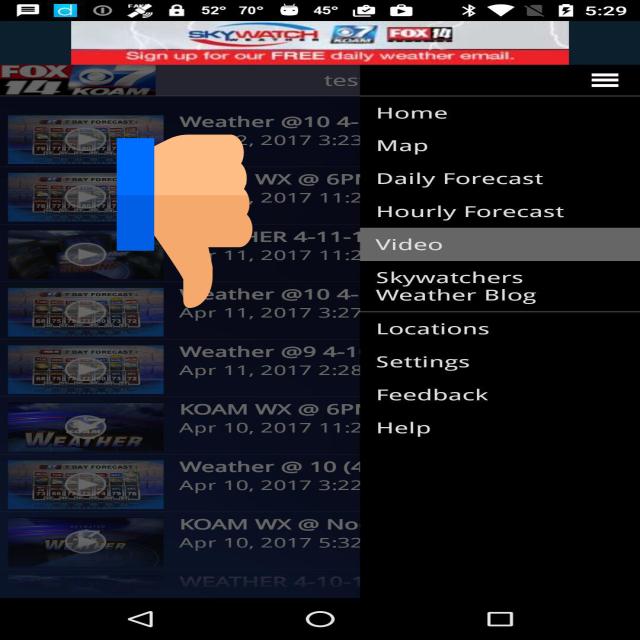 52° 70° 45° 5:29
SKYWATCH 7 KOAM FOX 14
Sign up for our FREE daily weather email.
FOX 14 7 KOAM tes
Weather @10 4-
2, 2017 3:23
WX @ 6PM
11, 2017 11:2
HER 4-11-1
11, 2017 11:2
eather @10 4-
Apr 11, 2017 3:27
Weather @9 4-1
Apr 11, 2017 2:28
KOAM WX @ 6PM
Apr 10, 2017 11:2
WEATHER
Weather @ 10 (4
Apr 10, 2017 3:22
KOAM WX @ No
Apr 10, 2017 5:32
WEATHER 4-10-1
Home
Map
Daily Forecast
Hourly Forecast
Video
Skywatchers
Weather Blog
Locations
Settings
Feedback
Help